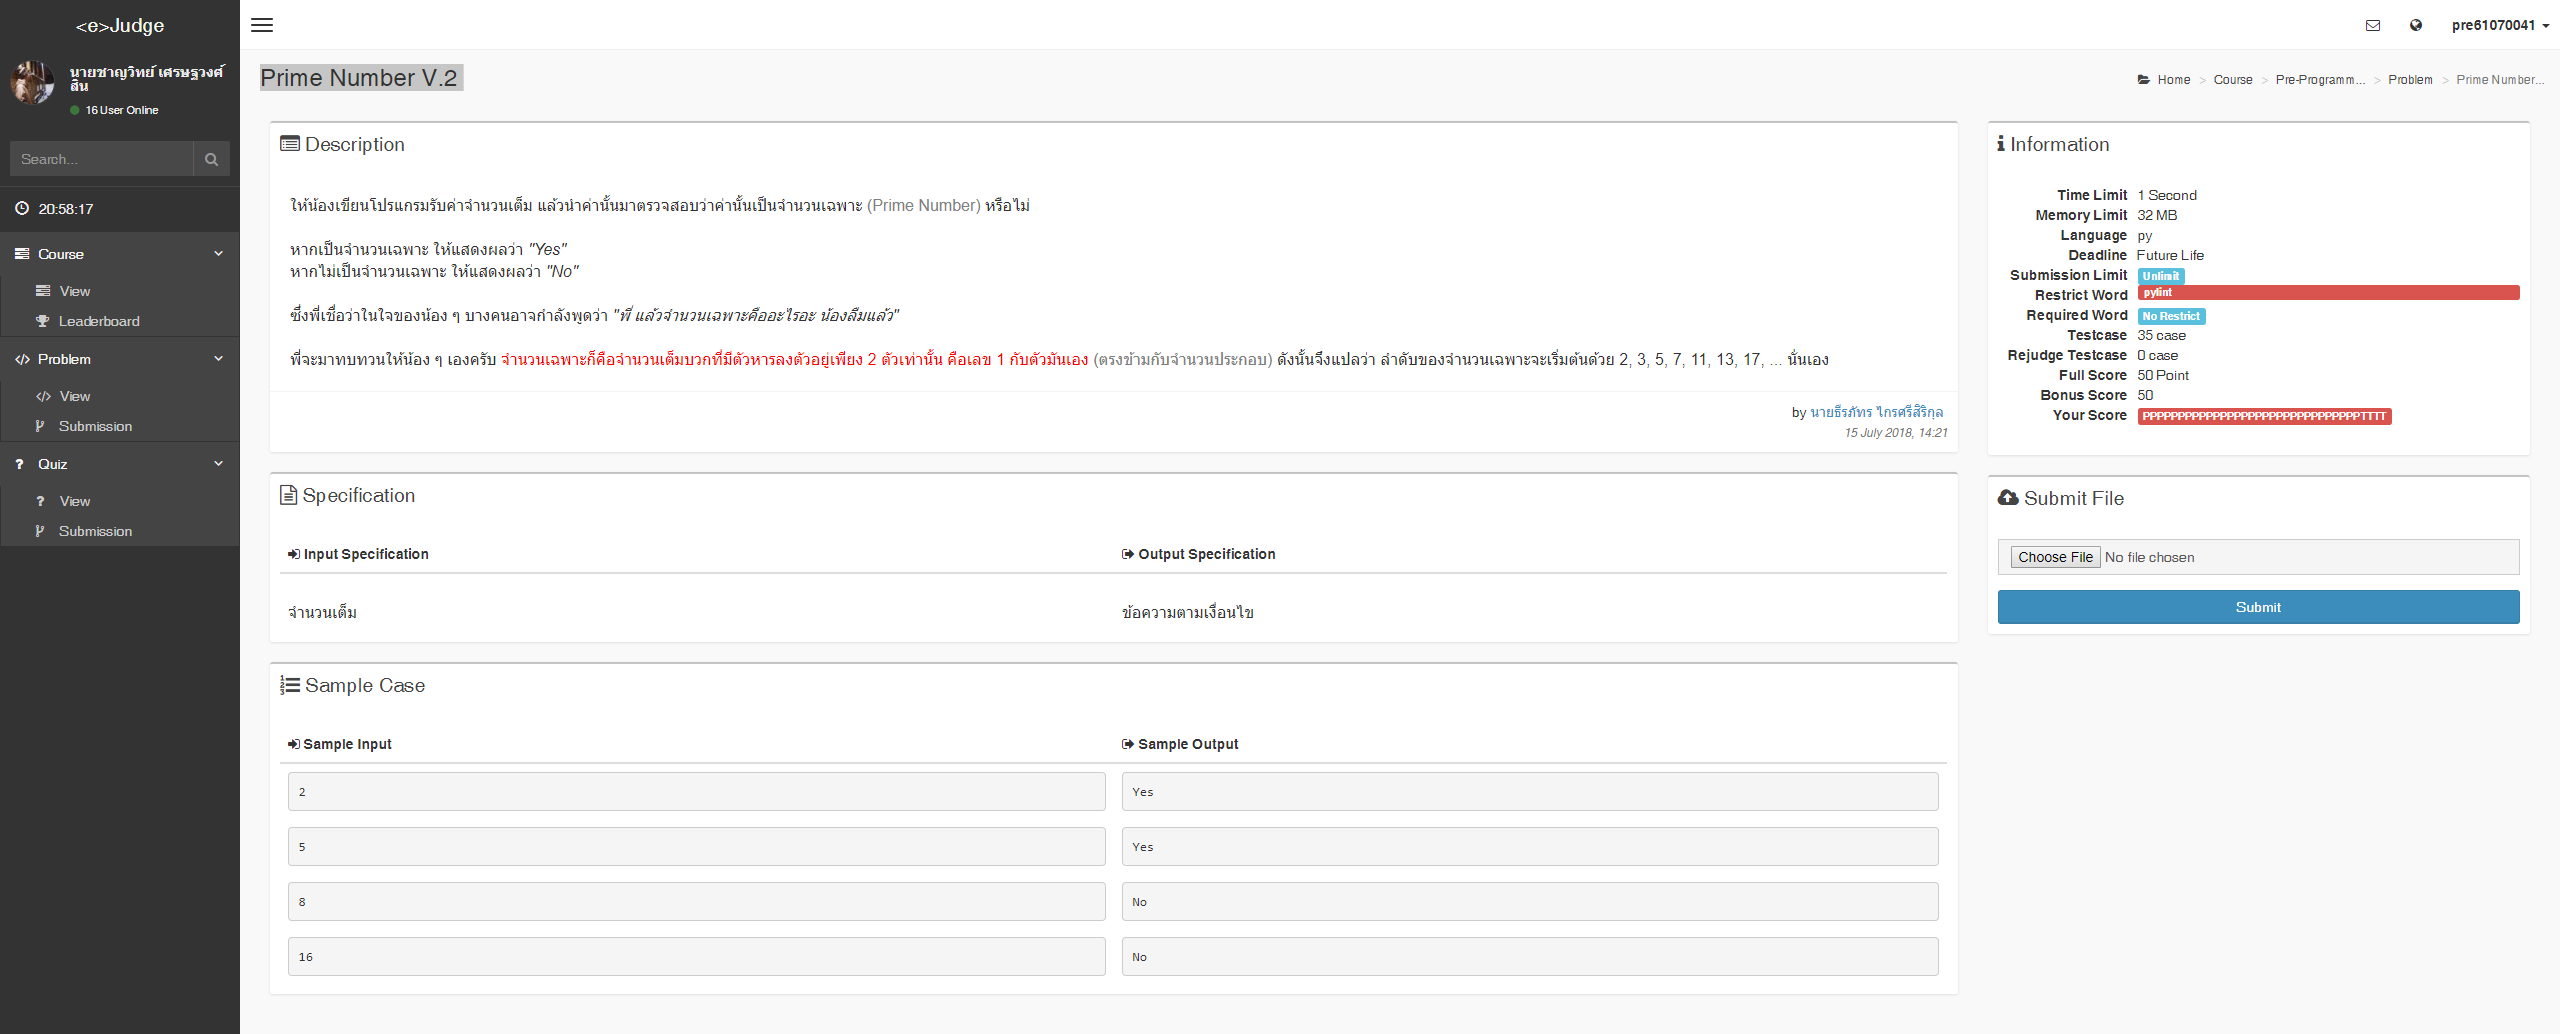 <e>Judge
นายชาญวิทย์ เศรษฐวงศ์
สิน
16 User Online
Search...
20:58:17
Course
View
Leaderboard
Problem
View
Submission
Quiz
View
Submission
pre61070041
Prime Number V.2
Home > Course > Pre-Programm... > Problem > Prime Number...
Description
ให้น้องเขียนโปรแกรมรับค่าจำนวนเต็ม แล้วนำค่านั้นมาตรวจสอบว่าค่านั้นเป็นจำนวนเฉพาะ (Prime Number) หรือไม่
หากเป็นจำนวนเฉพาะ ให้แสดงผลว่า "Yes"
หากไม่เป็นจำนวนเฉพาะ ให้แสดงผลว่า "No"
ซึ่งพี่เชื่อว่าในใจของน้อง ๆ บางคนอาจกำลังพูดว่า "พี่ แล้วจำนวนเฉพาะคืออะไรอะ น้องลืมแล้ว"
พี่จะมาทบทวนให้น้อง ๆ เองครับ จำนวนเฉพาะก็คือจำนวนเต็มบวกที่มีตัวหารลงตัวอยู่เพียง 2 ตัวเท่านั้น คือเลข 1 กับตัวมันเอง (ตรงข้ามกับจำนวนประกอบ) ดังนั้นจึงแปลว่า ลำดับของจำนวนเฉพาะจะเริ่มต้นด้วย 2, 3, 5, 7, 11, 13, 17, ... นั่นเอง
by นายธีรภัทร ไกรศรีสิริกุล
15 July 2018, 14:21
Specification
Input Specification
Output Specification
จำนวนเต็ม
ข้อความตามเงื่อนไข
Sample Case
Sample Input
Sample Output
2
Yes
5
Yes
8
No
16
No
Information
Time Limit 1 Second
Memory Limit 32 MB
Language py
Deadline Future Life
Submission Limit Unlimit
Restrict Word pylint
Required Word No Restrict
Testcase 35 case
Rejudge Testcase 0 case
Full Score 50 Point
Bonus Score 50
Your Score PPPPPPPPPPPPPPPPPPPPPPPPPPPPPPPTTTT
Submit File
Choose File No file chosen
Submit